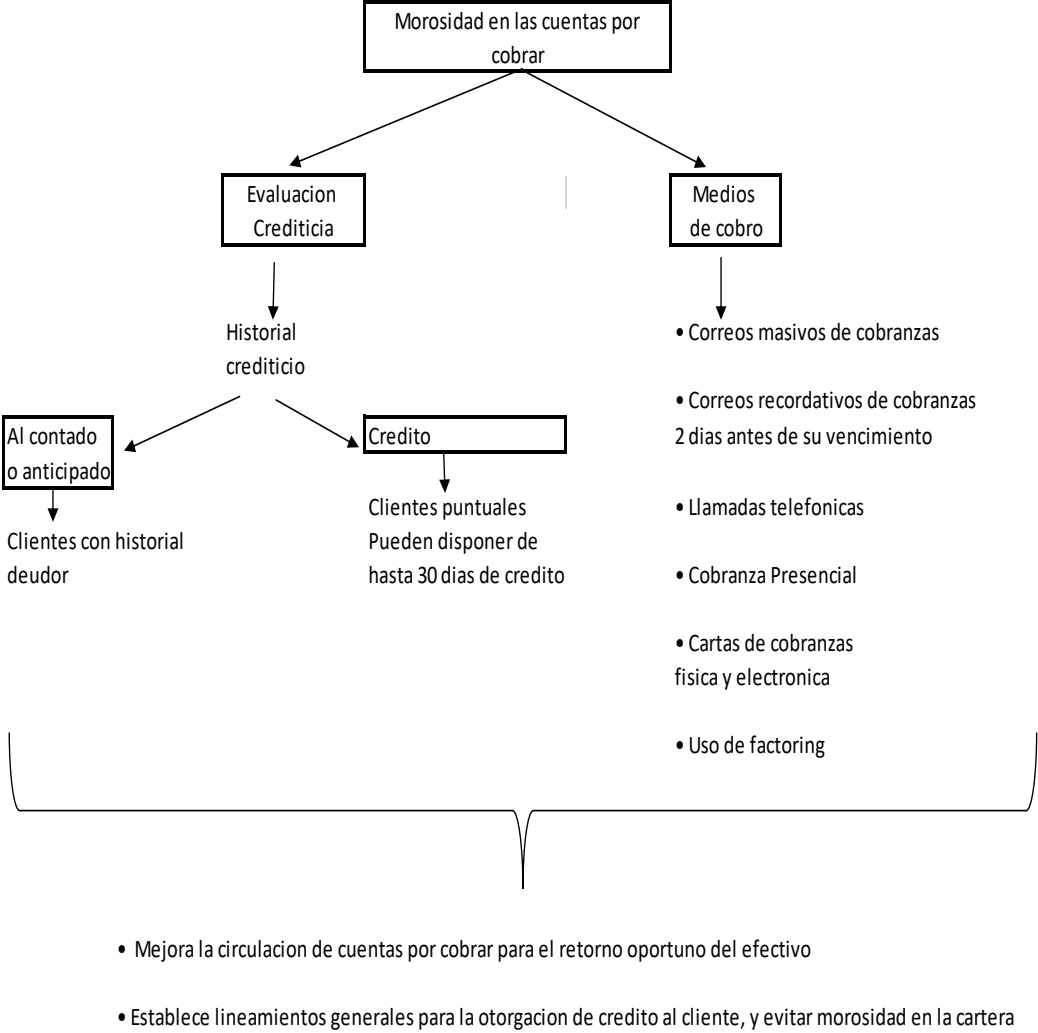 Morosidad en las cuentas por
cobrar
Evaluacion
Crediticia
Medios
de cobro
Historial
crediticio
Al contado
o anticipado
Clientes con historial
deudor
Credito
Clientes puntuales
Pueden disponer de
hasta 30 dias de credito
• Correos masivos de cobranzas
• Correos recordativos de cobranzas
2 dias antes de su vencimiento
• Llamadas telefonicas
• Cobranza Presencial
• Cartas de cobranzas
fisica y electronica
• Uso de factoring
• Mejora la circulacion de cuentas por cobrar para el retorno oportuno del efectivo
• Establece lineamientos generales para la otorgacion de credito al cliente, y evitar morosidad en la cartera